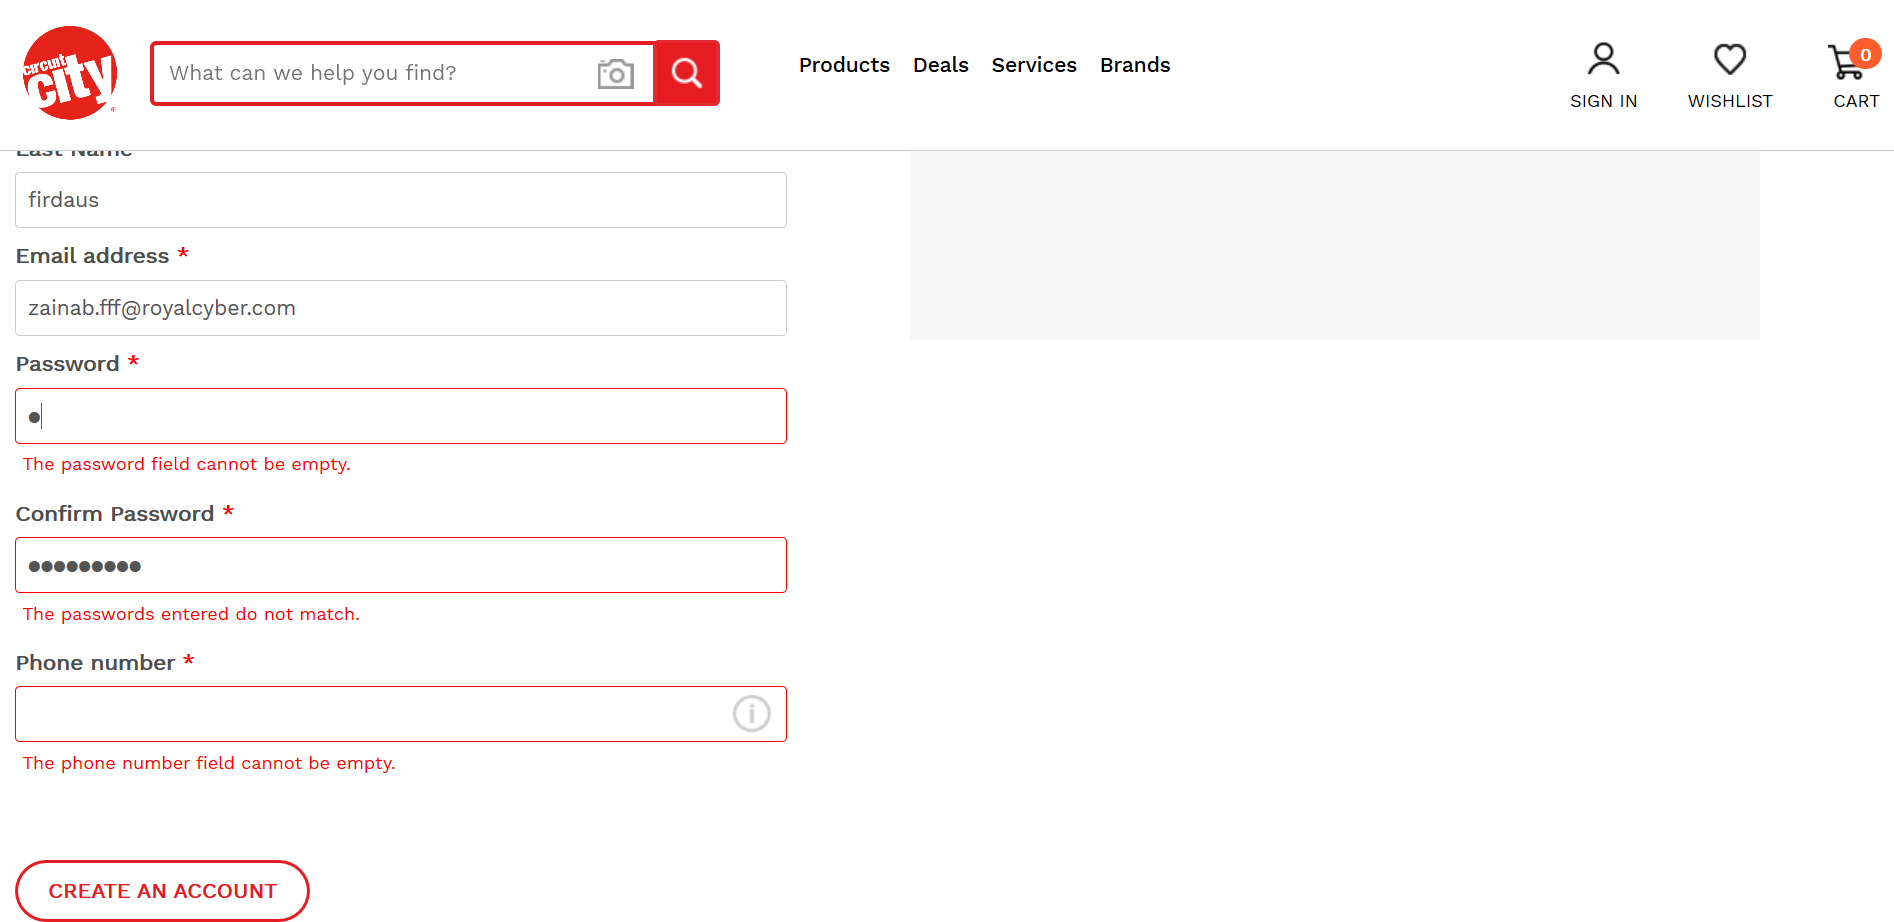 circuit
city
What can we help you find?
Products Deals Services Brands
SIGN IN
WISHLIST
0
CART
Last Name
firdaus
Email address *
zainab.fff@royalcyber.com
Password *
The password field cannot be empty.
Confirm Password *
The passwords entered do not match.
Phone number *
The phone number field cannot be empty.
CREATE AN ACCOUNT